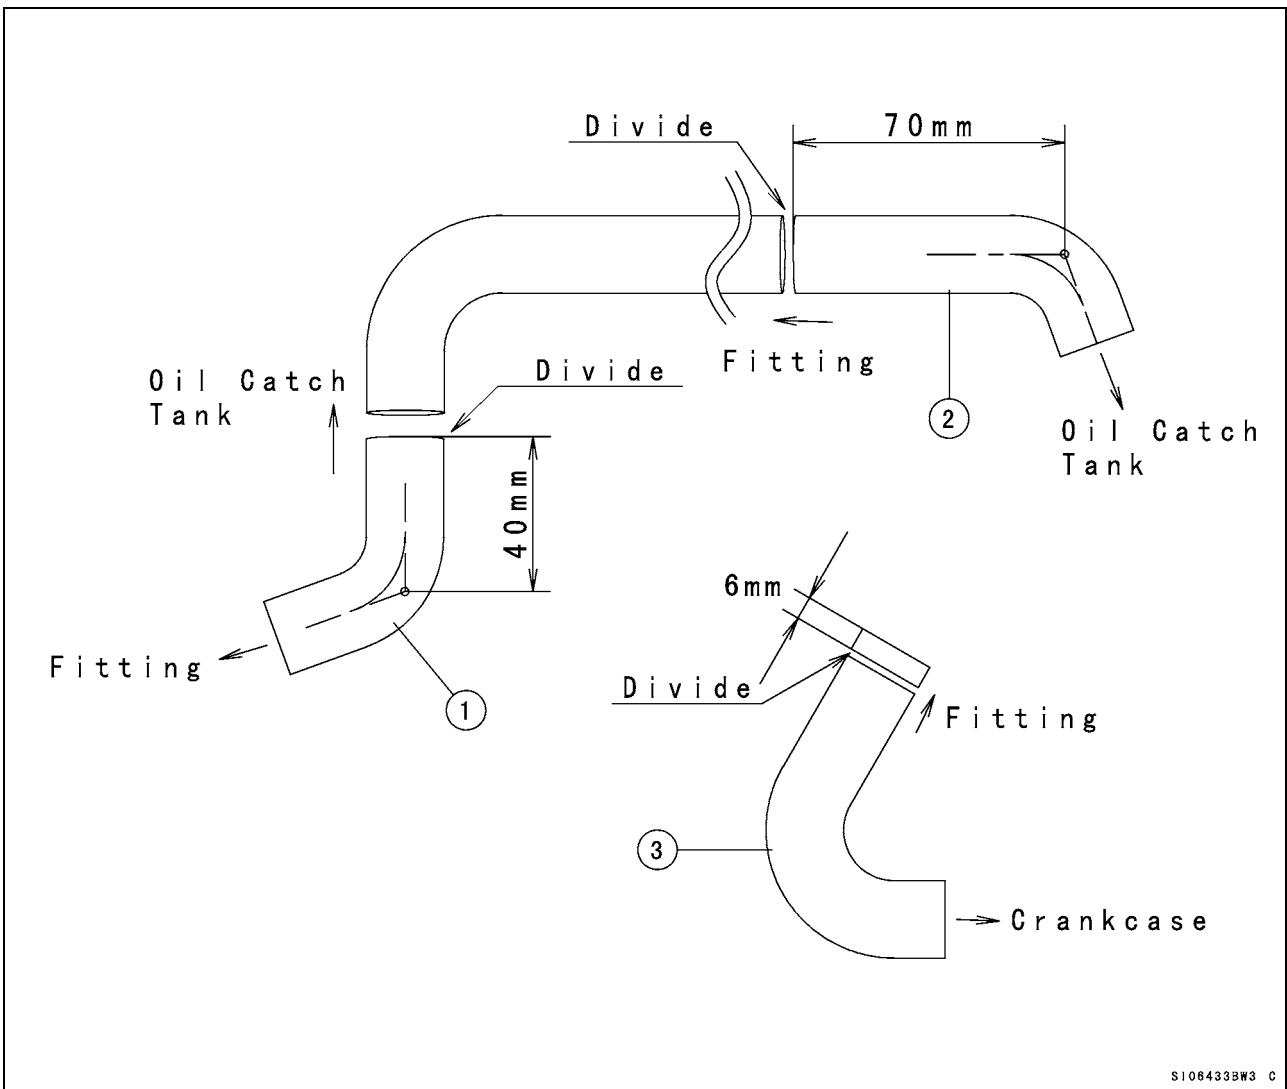 Divide
70mm
Fitting
Oil Catch
Tank
Divide
2
Oil Catch
Tank
40mm
6mm
Fitting
Divide
1
Fitting
3
Crankcase
SI06433BW3 C